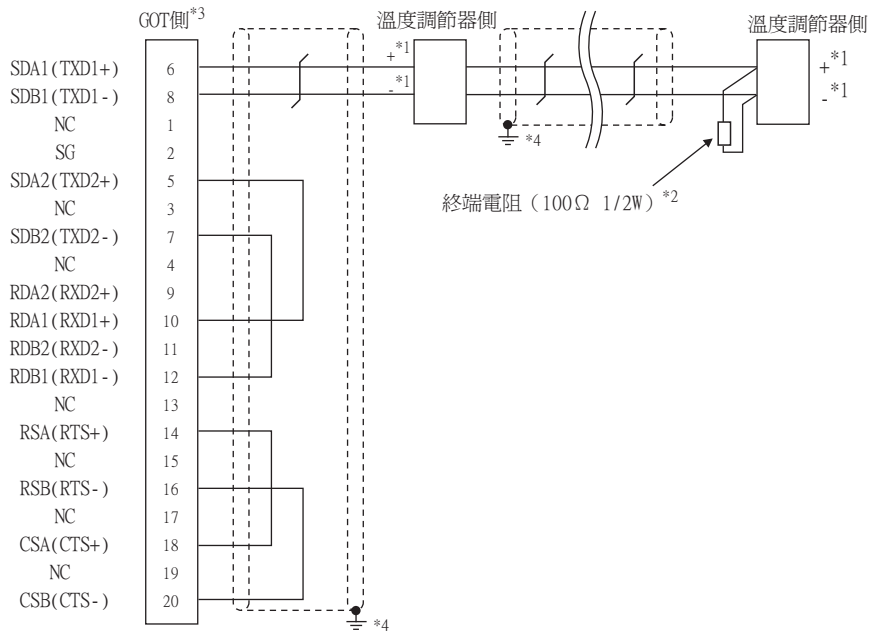 GOT側*3 溫度調節器側 溫度調節器側
SDA1(TXD1+) 6 +*1 +*1
SDB1(TXD1-) 8 -*1 -*1
NC 1
*4
SG 2
SDA2(TXD2+) 5
終端電阻（100Ω 1/2W）*2
NC 3
SDB2(TXD2-) 7
NC 4
RDA2(RXD2+) 9
RDA1(RXD1+) 10
RDB2(RXD2-) 11
RDB1(RXD1-) 12
NC 13
RSA(RTS+) 14
NC 15
RSB(RTS-) 16
NC 17
CSA(CTS+) 18
NC 19
CSB(CTS-) 20
*4